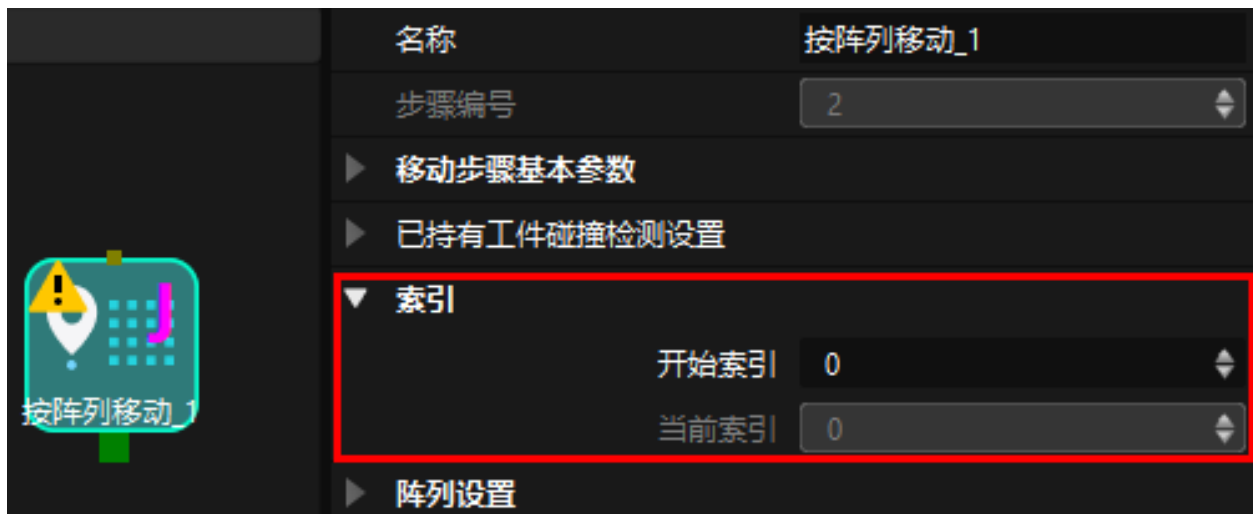 名称 按阵列移动_1
步骤编号 2
移动步骤基本参数
已持有工件碰撞检测设置
索引
开始索引 0
当前索引 0
阵列设置
J
按阵列移动_1